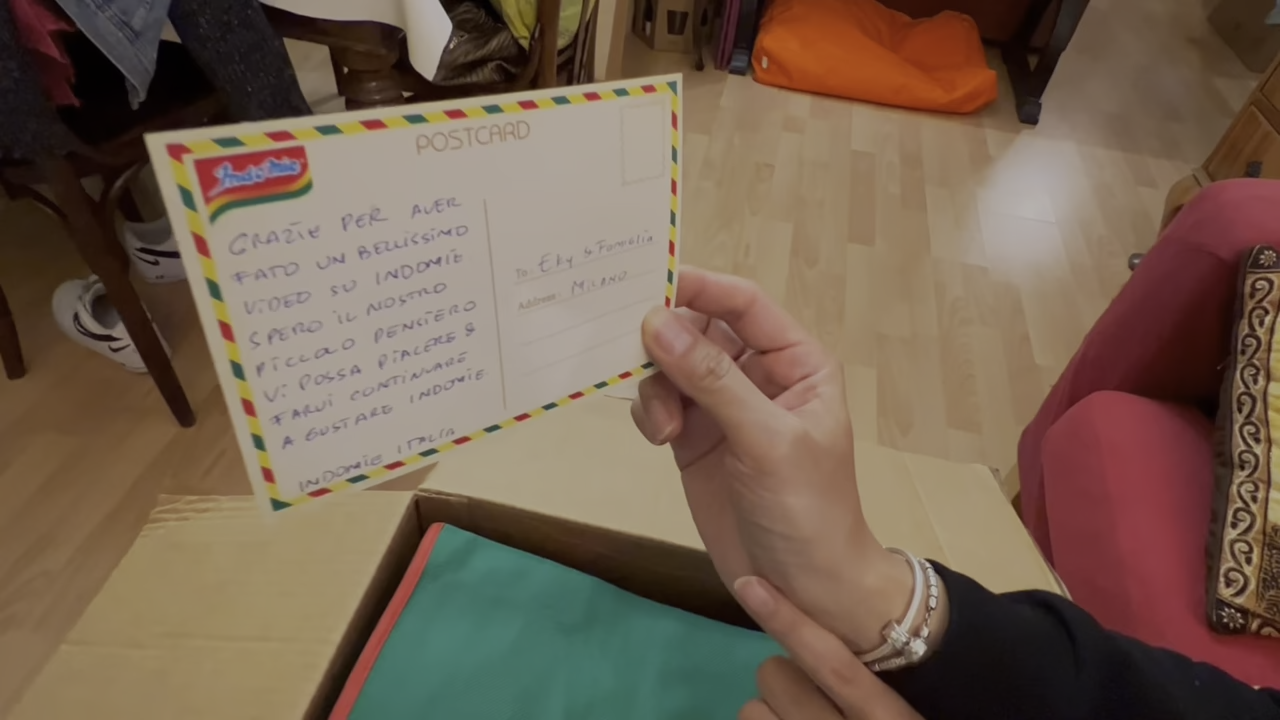 POSTCARD
Indomie
GRAZIE PER AVER
FATO UN BELLISSIMO
VIDEO SU INDOMIE
SPERO IL NOSTRO
PICCOLO PENSIERO
VI POSSA PIACERE &
FARVI CONTINUARE
A GUSTARE INDOMIE
INDOMIE ITALIA
To: Eky & Famiglia
Address: MILANO